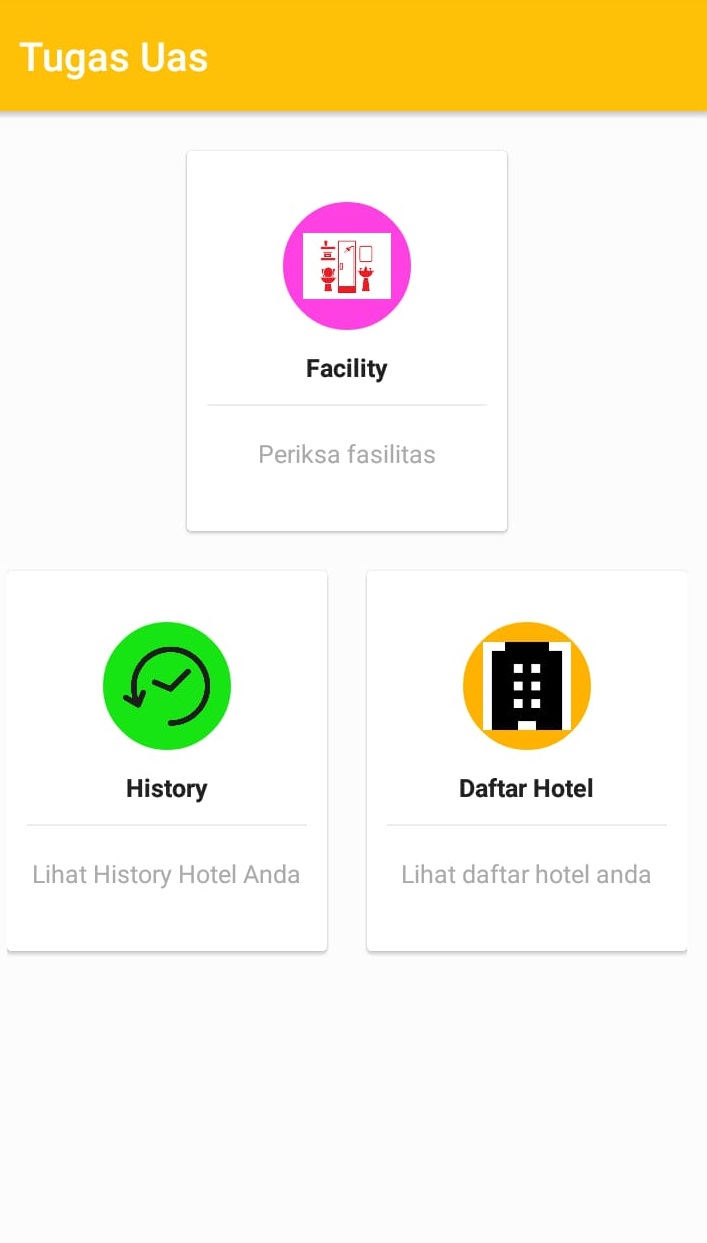 Tugas Uas
Facility
Periksa fasilitas
History
Lihat History Hotel Anda
Daftar Hotel
Lihat daftar hotel anda